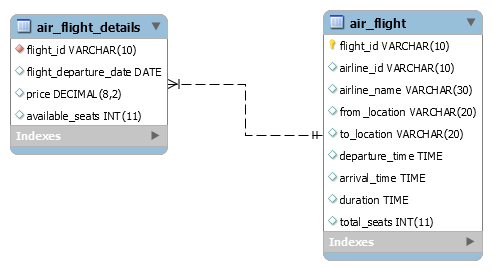 air_flight_details
flight_id VARCHAR(10)
flight_departure_date DATE
price DECIMAL(8,2)
available_seats INT(11)
Indexes
air_flight
flight_id VARCHAR(10)
airline_id VARCHAR(10)
airline_name VARCHAR(30)
from_location VARCHAR(20)
to_location VARCHAR(20)
departure_time TIME
arrival_time TIME
duration TIME
total_seats INT(11)
Indexes